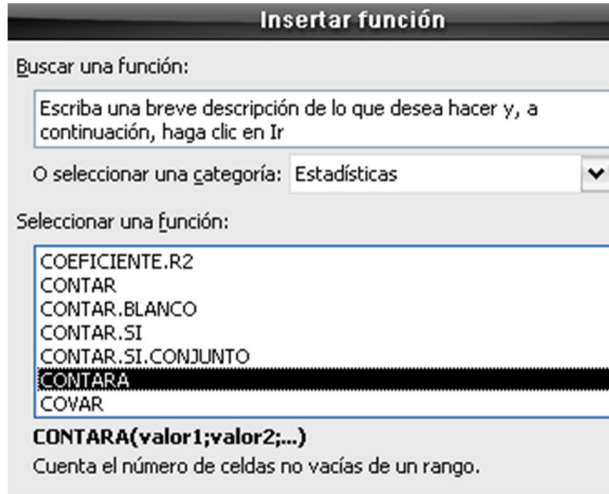 Insertar función
Buscar una función:
Escriba una breve descripción de lo que desea hacer y, a
continuación, haga clic en Ir
O seleccionar una categoría: Estadísticas
Seleccionar una función:
COEFICIENTE.R2
CONTAR
CONTAR.BLANCO
CONTAR.SI
CONTAR.SI.CONJUNTO
CONTARA
COVAR
CONTARA(valor1;valor2;...)
Cuenta el número de celdas no vacías de un rango.